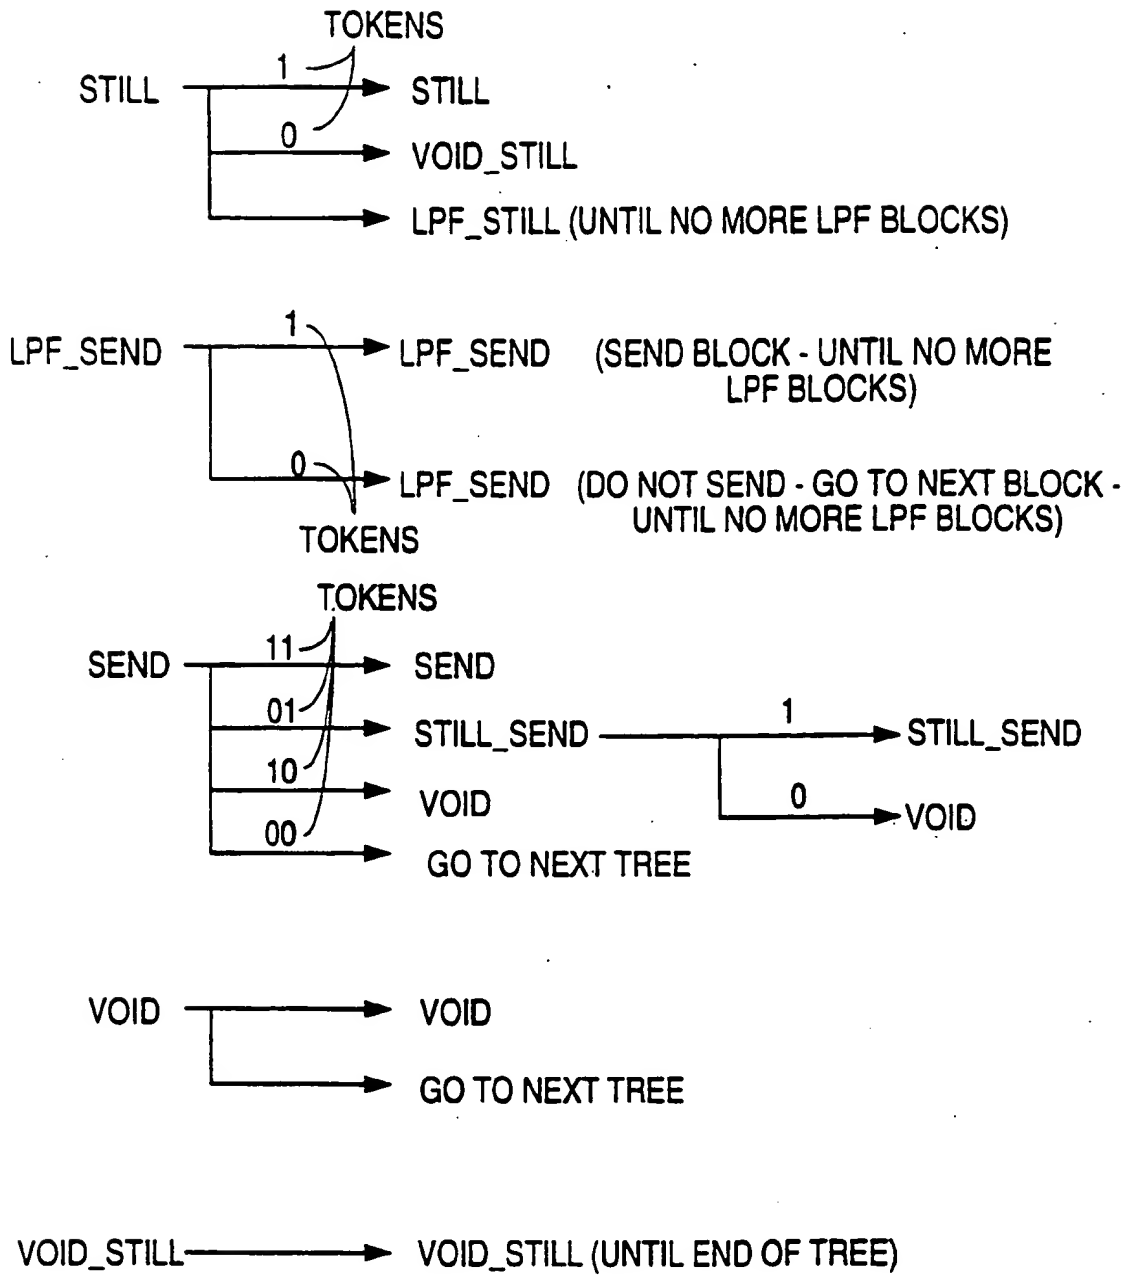 TOKENS
STILL 1 STILL
0 VOID_STILL
LPF_STILL (UNTIL NO MORE LPF BLOCKS)
LPF_SEND 1 LPF_SEND (SEND BLOCK - UNTIL NO MORE
LPF BLOCKS)
0 LPF_SEND (DO NOT SEND - GO TO NEXT BLOCK -
UNTIL NO MORE LPF BLOCKS)
TOKENS
TOKENS
SEND 11 SEND
01 STILL_SEND 1 STILL_SEND
10 VOID 0 VOID
00 GO TO NEXT TREE
VOID VOID
GO TO NEXT TREE
VOID_STILL VOID_STILL (UNTIL END OF TREE)